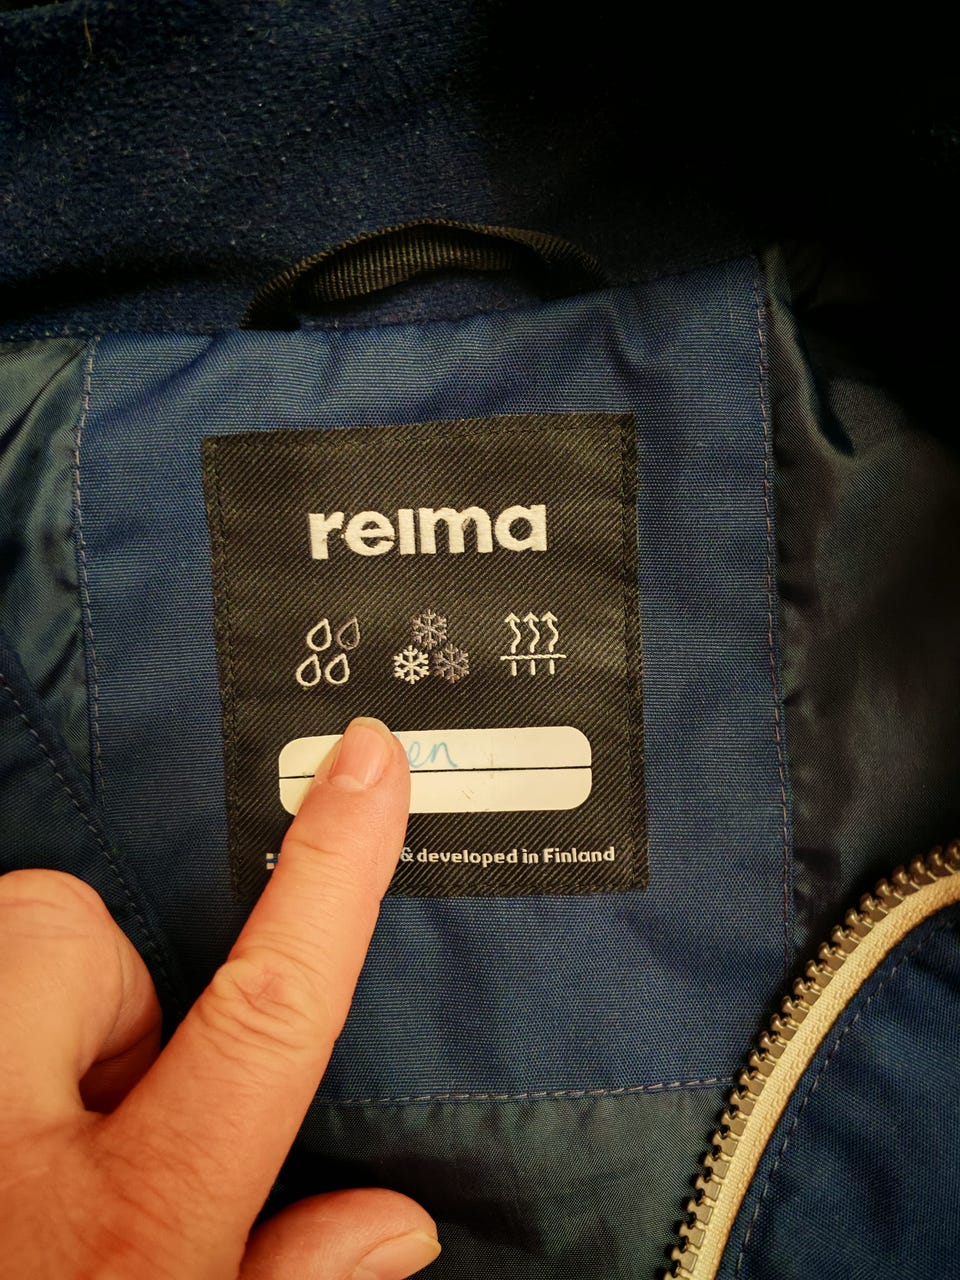 reima
& developed in Finland